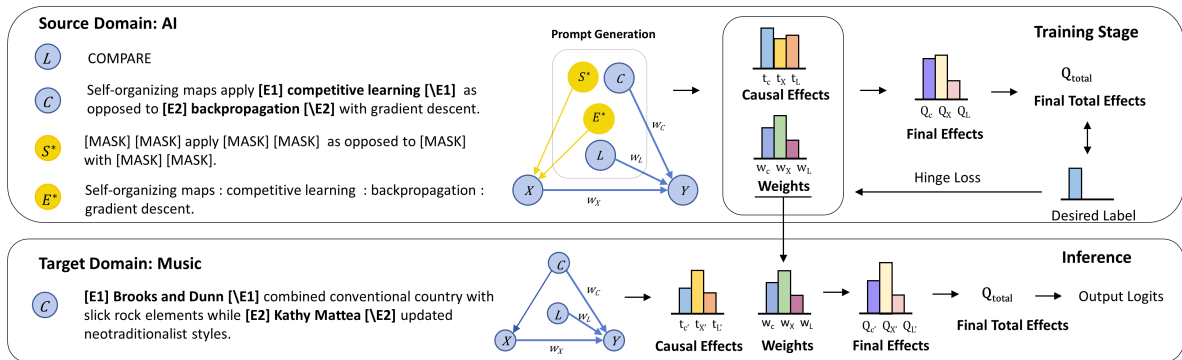 Source Domain: AI
L COMPARE
C Self-organizing maps apply [E1] competitive learning [\E1] as
opposed to [E2] backpropagation [\E2] with gradient descent.
S* [MASK] [MASK] apply [MASK] [MASK] as opposed to [MASK]
with [MASK] [MASK].
E* Self-organizing maps : competitive learning : backpropagation :
gradient descent.
Prompt Generation
S*
C
E*
L
w_C
w_L
X
Y
w_X
t_c t_X t_L
Causal Effects
w_c w_X w_L
Weights
Training Stage
Q_c Q_X Q_L
Final Effects
Q_total
Final Total Effects
Hinge Loss
Desired Label
Target Domain: Music
C [E1] Brooks and Dunn [\E1] combined conventional country with
slick rock elements while [E2] Kathy Mattea [\E2] updated
neotraditionalist styles.
C
w_C
L
w_L
X
Y
w_X
t_c' t_X' t_L'
Causal Effects
w_c w_X w_L
Weights
Q_c' Q_X' Q_L'
Final Effects
Inference
Q_total
Final Total Effects
Output Logits